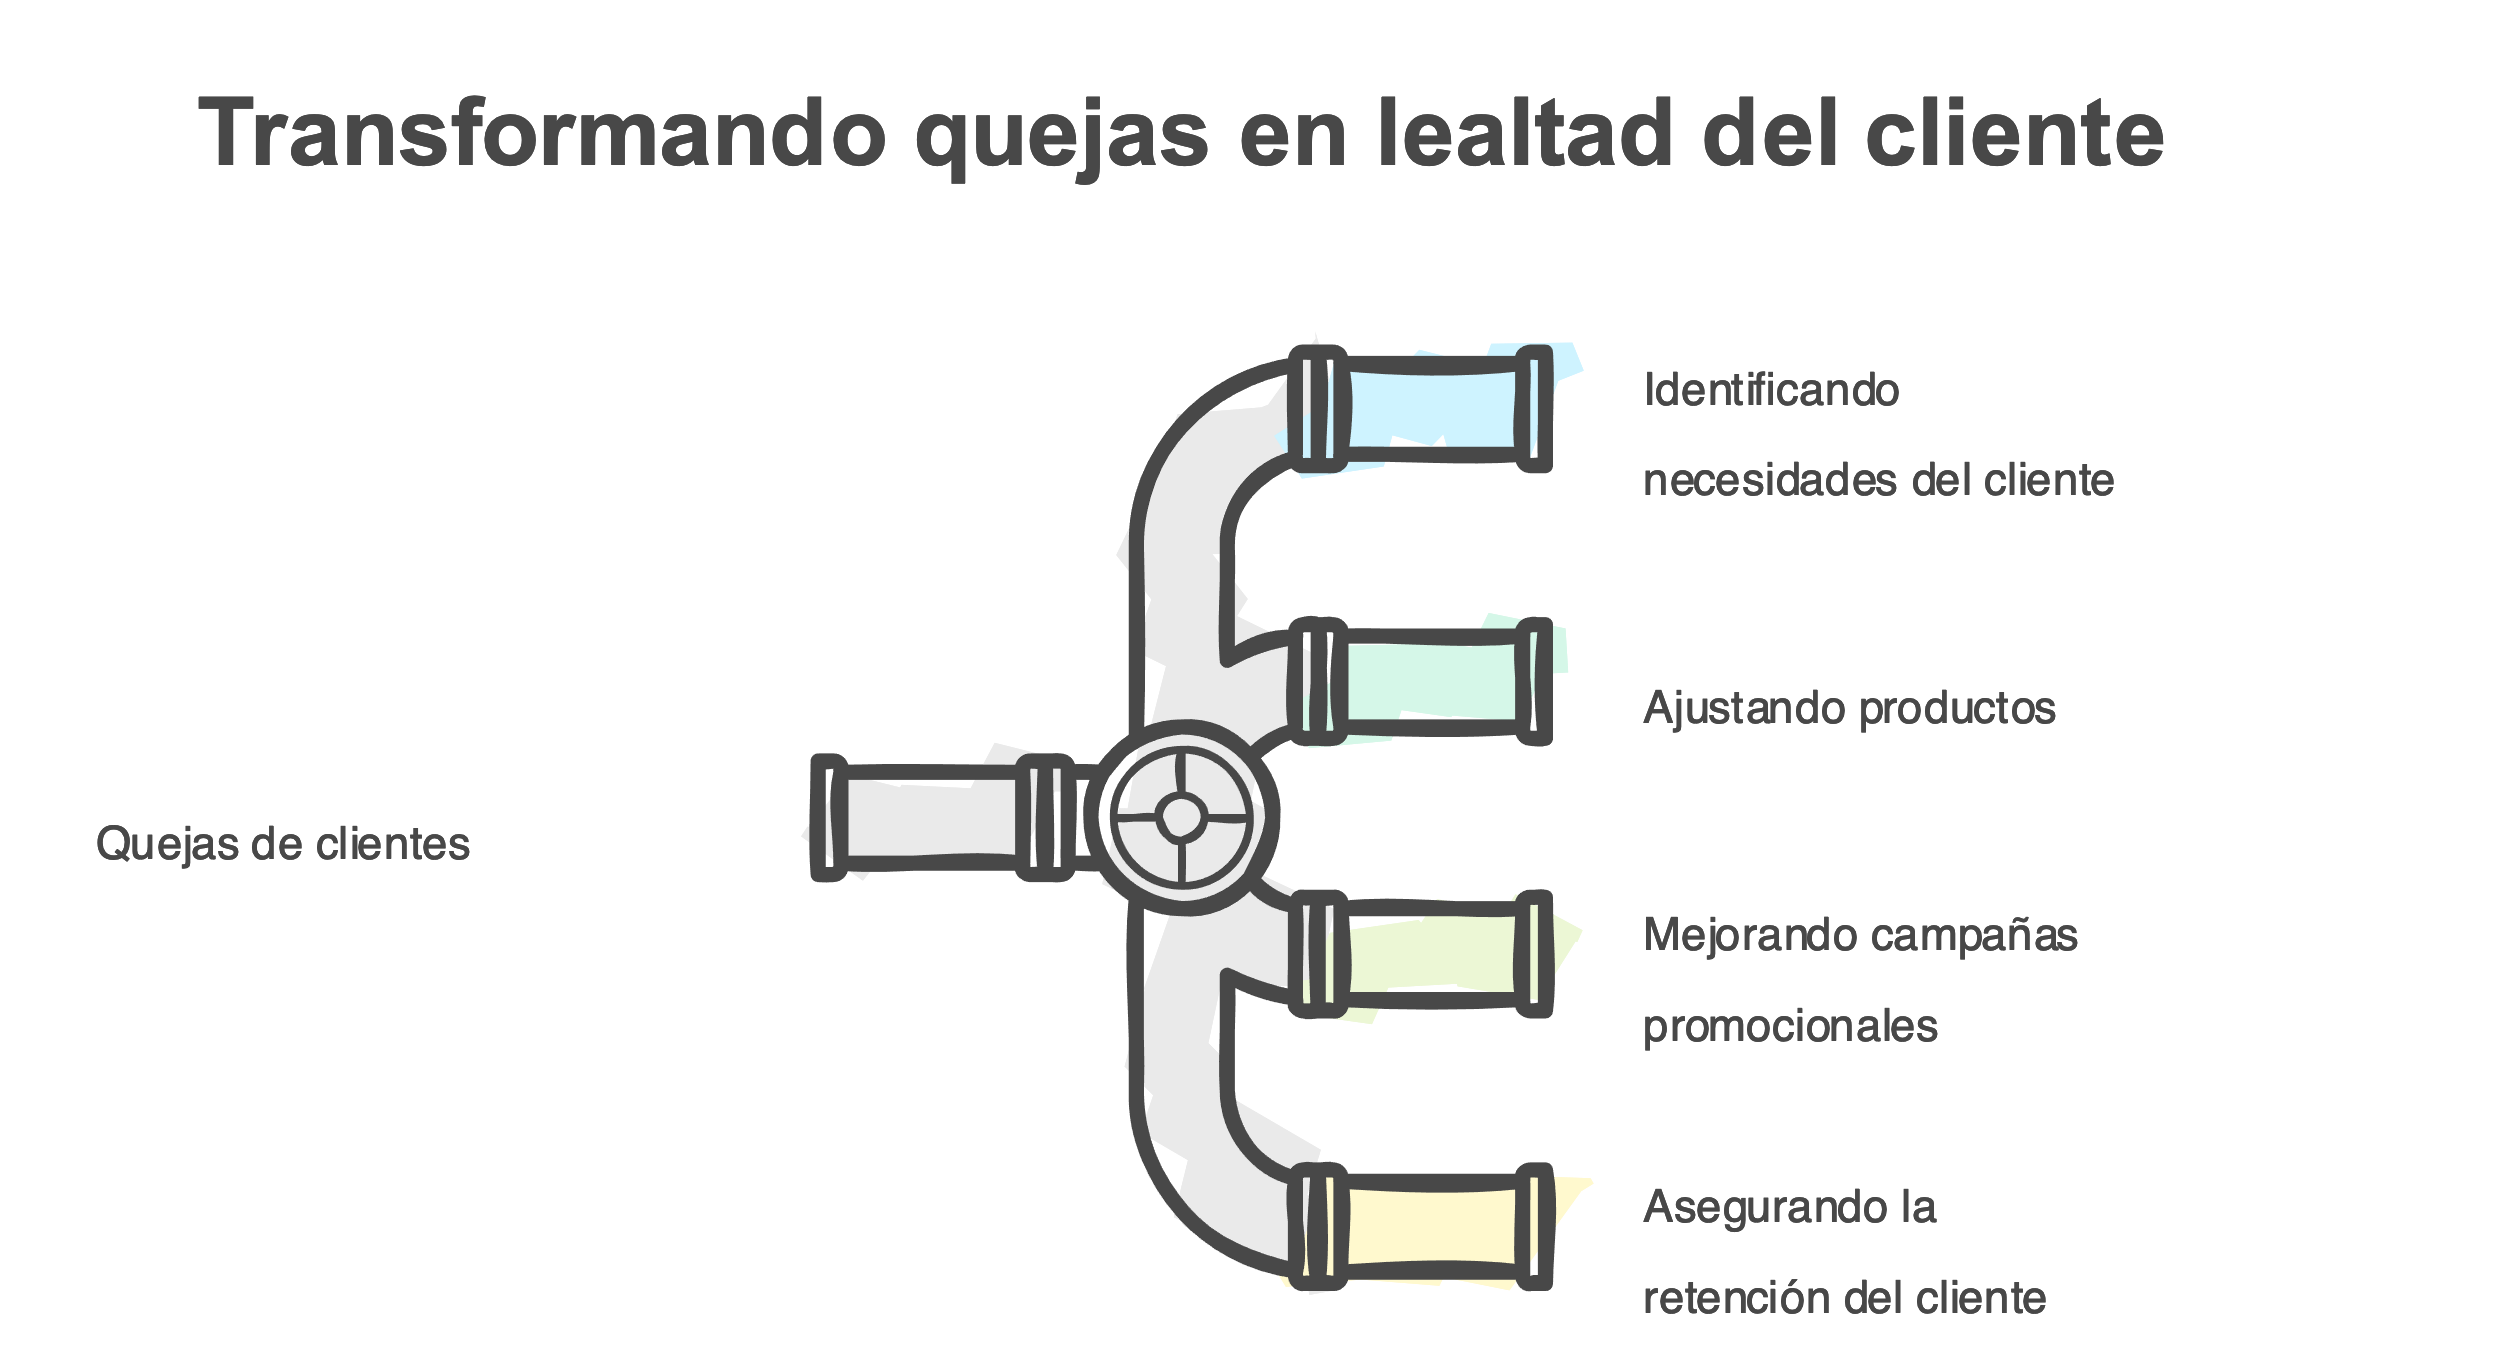 Transformando quejas en lealtad del cliente
Identificando
necesidades del cliente
Ajustando productos
Quejas de clientes
Mejorando campañas
promocionales
Asegurando la
retención del cliente